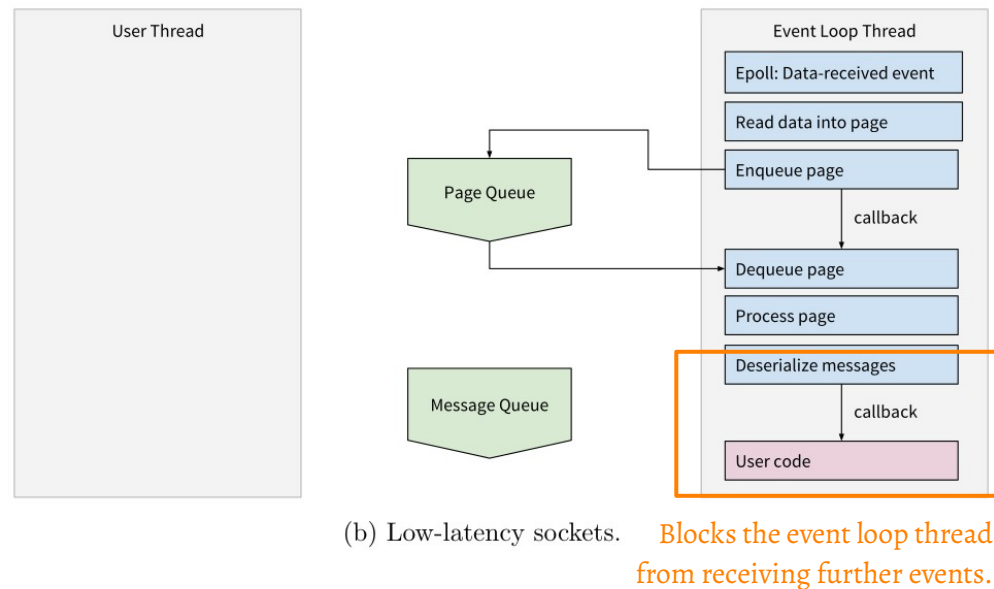 User Thread
Event Loop Thread
Epoll: Data-received event
Read data into page
Enqueue page
Page Queue
callback
Dequeue page
Process page
Deserialize messages
Message Queue
callback
User code
(b) Low-latency sockets.
Blocks the event loop thread
from receiving further events.